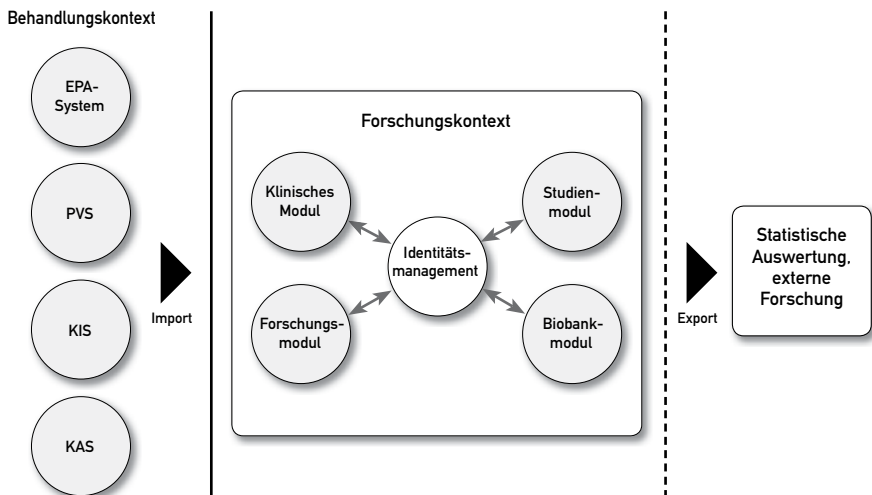 Behandlungskontext
EPA-
System
PVS
KIS
KAS
Import
Forschungskontext
Klinisches
Modul
Studien-
modul
Identitäts-
management
Forschungs-
modul
Biobank-
modul
Export
Statistische
Auswertung,
externe
Forschung